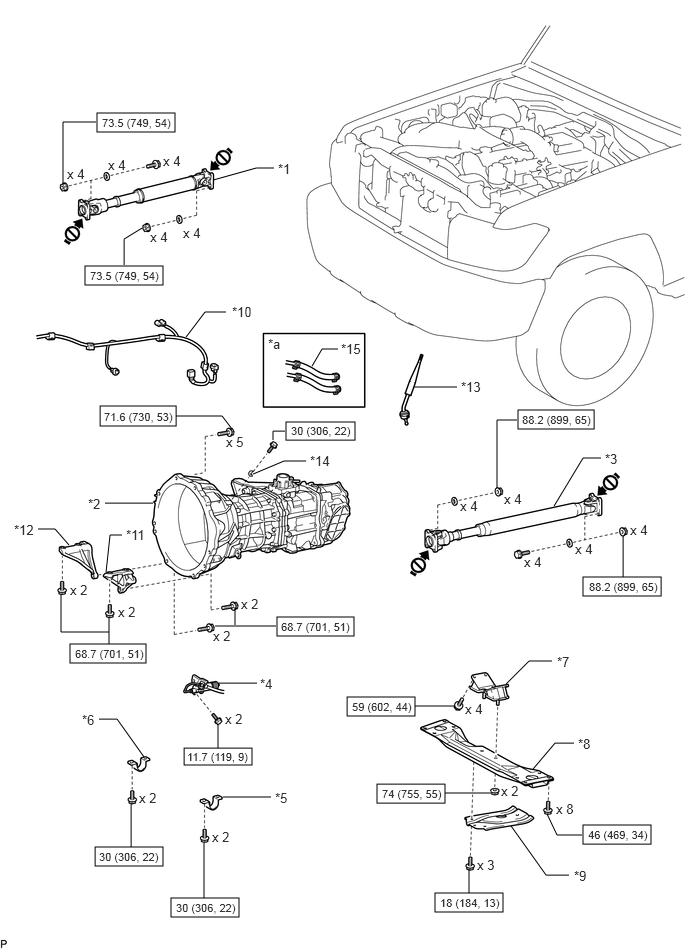 73.5 (749, 54)
x 4
x 4
x 4
*1
x 4
x 4
73.5 (749, 54)
*10
*a
*15
*13
71.6 (730, 53)
x 5
30 (306, 22)
*14
88.2 (899, 65)
*3
x 4
x 4
*2
*12
*11
x 4
x 4
x 4
88.2 (899, 65)
x 2
x 2
x 2
x 2
68.7 (701, 51)
68.7 (701, 51)
*4
x 2
11.7 (119, 9)
*7
59 (602, 44)
x 4
*6
*8
x 2
30 (306, 22)
*5
x 2
30 (306, 22)
74 (755, 55)
x 2
x 8
46 (469, 34)
x 3
*9
18 (184, 13)
P